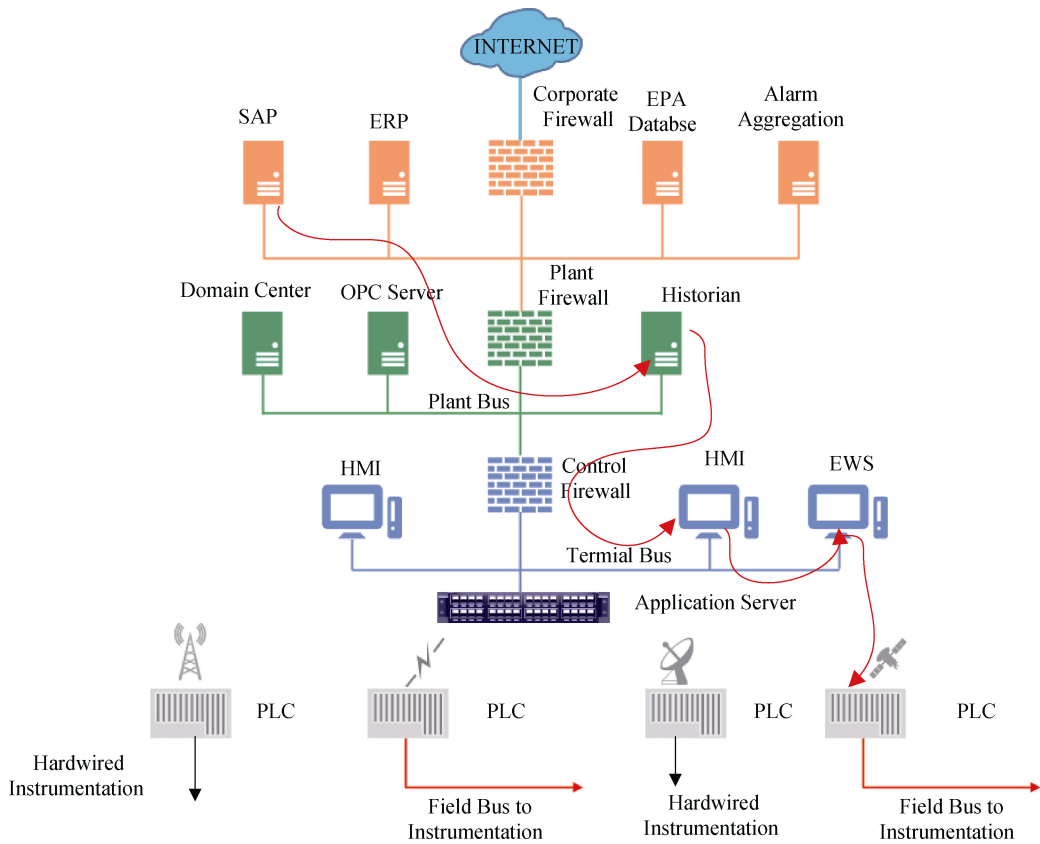 INTERNET
Corporate
Firewall
EPA
Databse
Alarm
Aggregation
SAP
ERP
Plant
Firewall
Domain Center
OPC Server
Historian
Plant Bus
HMI
Control
Firewall
HMI
EWS
Termial Bus
Application Server
PLC
PLC
PLC
PLC
Hardwired
Instrumentation
Field Bus to
Instrumentation
Hardwired
Instrumentation
Field Bus to
Instrumentation